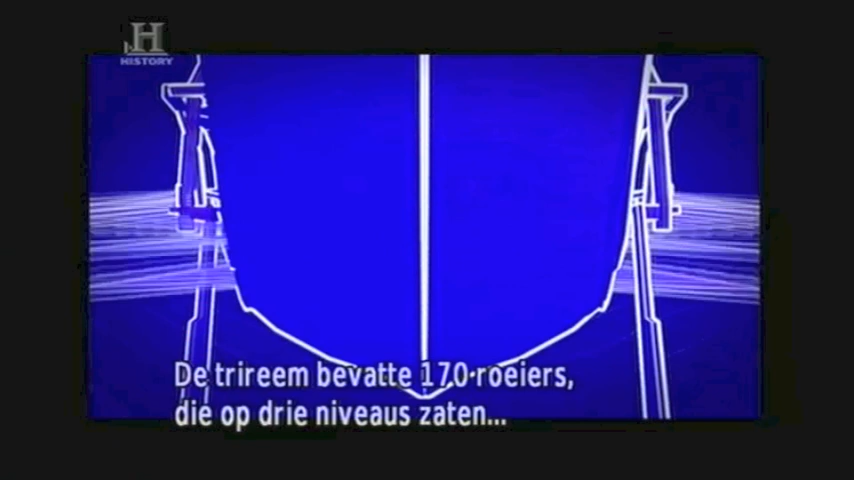 H
HISTORY
De trireem bevatte 170 roeiers,
die op drie niveaus zaten...